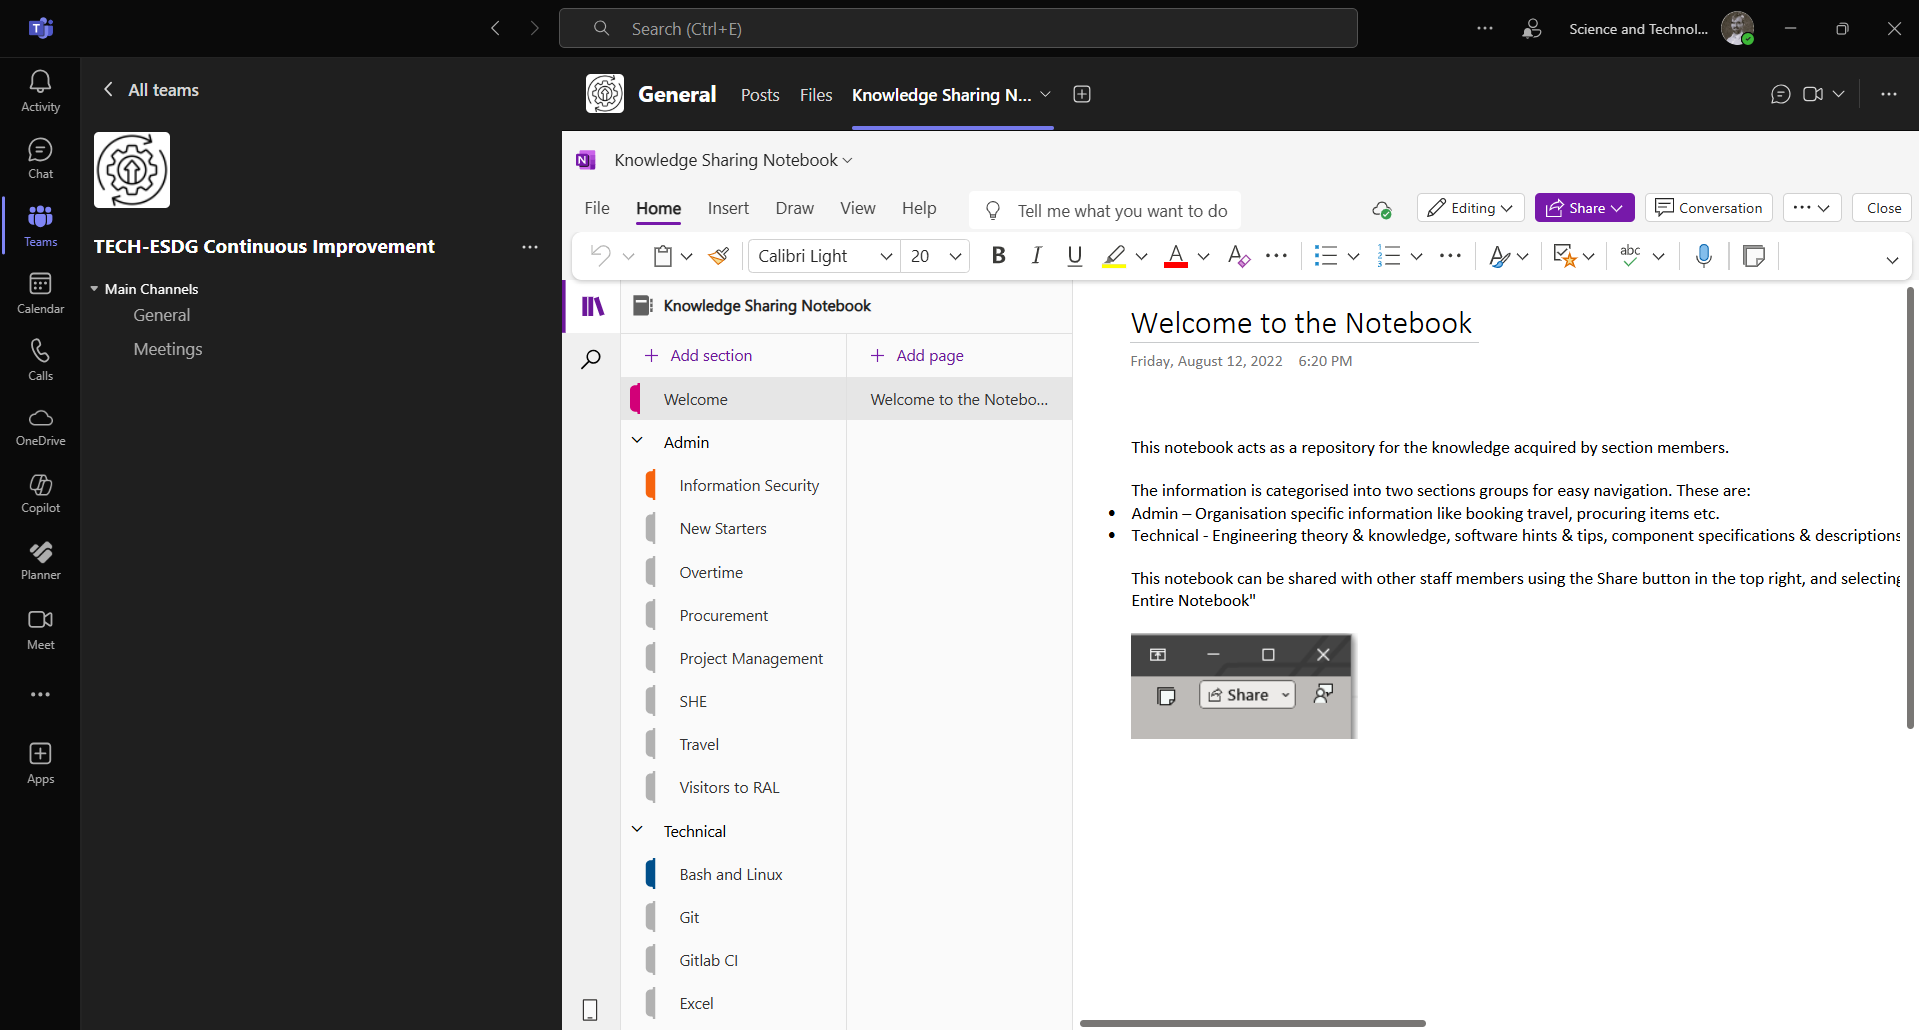 Search (Ctrl+E)
Science and Technol...
Activity
Chat
Teams
Calendar
Calls
OneDrive
Copilot
Planner
Meet
Apps
All teams
TECH-ESDG Continuous Improvement
Main Channels
General
Meetings
General
Posts
Files
Knowledge Sharing N...
Knowledge Sharing Notebook
File
Home
Insert
Draw
View
Help
Tell me what you want to do
Editing
Share
Conversation
Close
Calibri Light
20
B
I
U
A
A
abc
Knowledge Sharing Notebook
Add section
Add page
Welcome
Welcome to the Notebo...
Admin
Information Security
New Starters
Overtime
Procurement
Project Management
SHE
Travel
Visitors to RAL
Technical
Bash and Linux
Git
Gitlab CI
Excel
Welcome to the Notebook
Friday, August 12, 2022 6:20 PM
This notebook acts as a repository for the knowledge acquired by section members.
The information is categorised into two sections groups for easy navigation. These are:
• Admin – Organisation specific information like booking travel, procuring items etc.
• Technical - Engineering theory & knowledge, software hints & tips, component specifications & descriptions
This notebook can be shared with other staff members using the Share button in the top right, and selecting
Entire Notebook"
Share